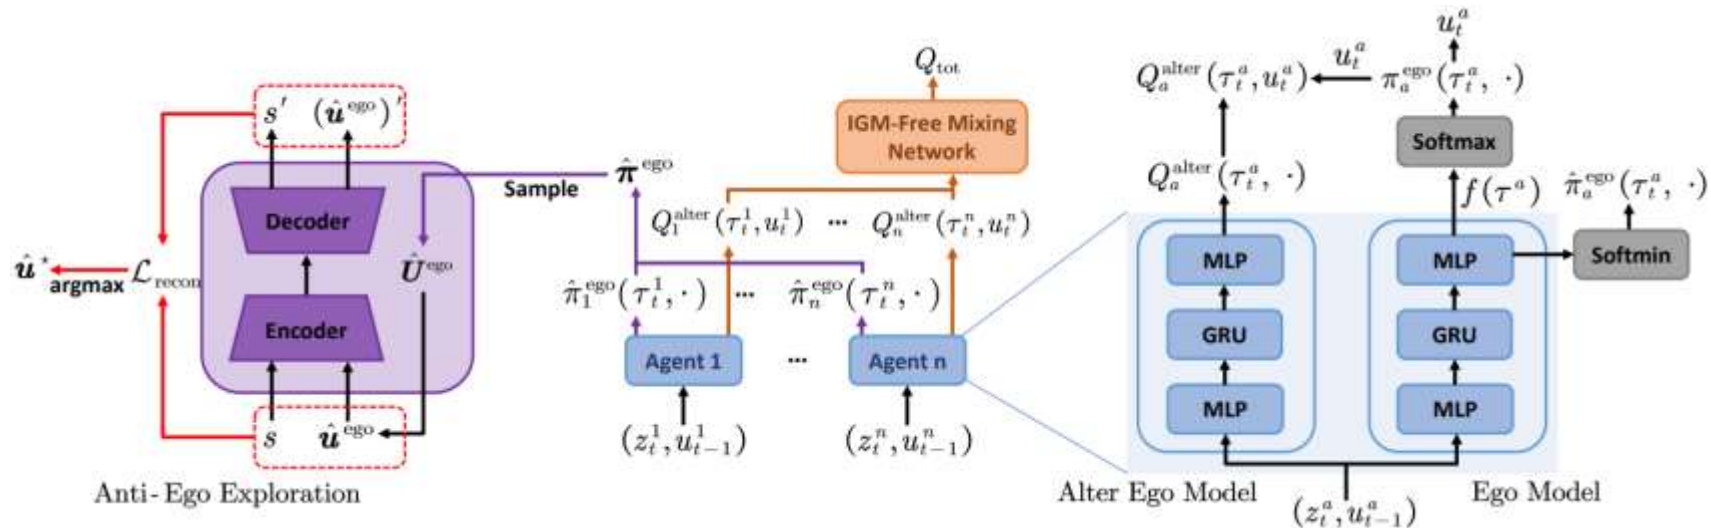 s′ (û^ego)′
Decoder
Encoder
û* argmax L_recon
Û^ego
s û^ego
Anti-Ego Exploration
Sample
π̂^ego
Q_tot
IGM-Free Mixing
Network
Q_1^alter(τ_t^1, u_t^1) ··· Q_n^alter(τ_t^n, u_t^n)
π̂_1^ego(τ_t^1, ·) ··· π̂_n^ego(τ_t^n, ·)
Agent 1 ··· Agent n
(z_t^1, u_{t-1}^1) (z_t^n, u_{t-1}^n)
u_t^a
Q_a^alter(τ_t^a, u_t^a) u_t^a π_a^ego(τ_t^a, ·)
Softmax
Q_a^alter(τ_t^a, ·) f(τ^a) π̂_a^ego(τ_t^a, ·)
MLP MLP Softmin
GRU GRU
MLP MLP
Alter Ego Model Ego Model
(z_t^a, u_{t-1}^a)